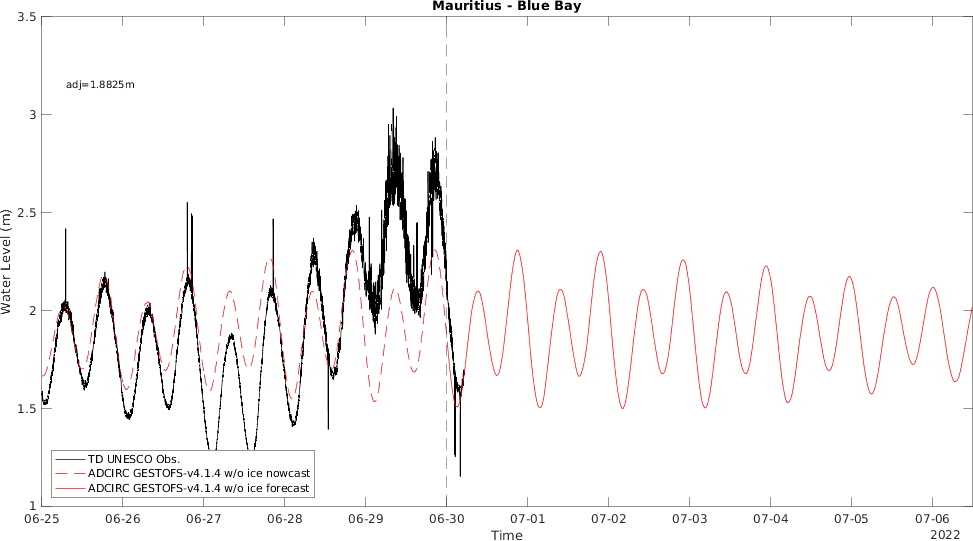 Mauritius - Blue Bay
adj=1.8825m
Water Level (m)
3.5
3
2.5
2
1.5
1
TD UNESCO Obs.
ADCIRC GESTOFS-v4.1.4 w/o ice nowcast
ADCIRC GESTOFS-v4.1.4 w/o ice forecast
06-25 06-26 06-27 06-28 06-29 06-30 07-01 07-02 07-03 07-04 07-05 07-06
2022
Time